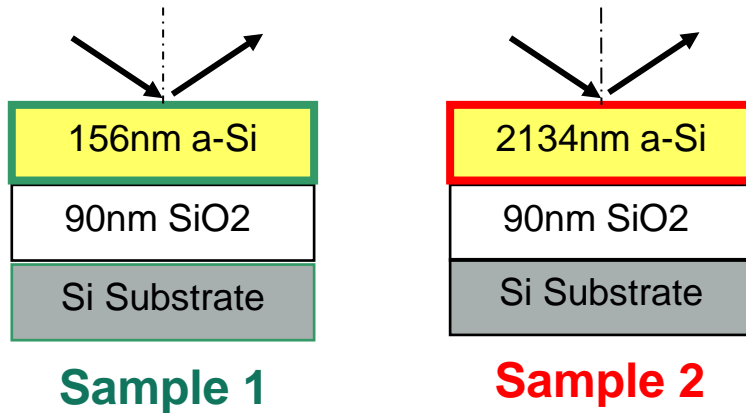 156nm a-Si
90nm SiO2
Si Substrate
Sample 1
2134nm a-Si
90nm SiO2
Si Substrate
Sample 2